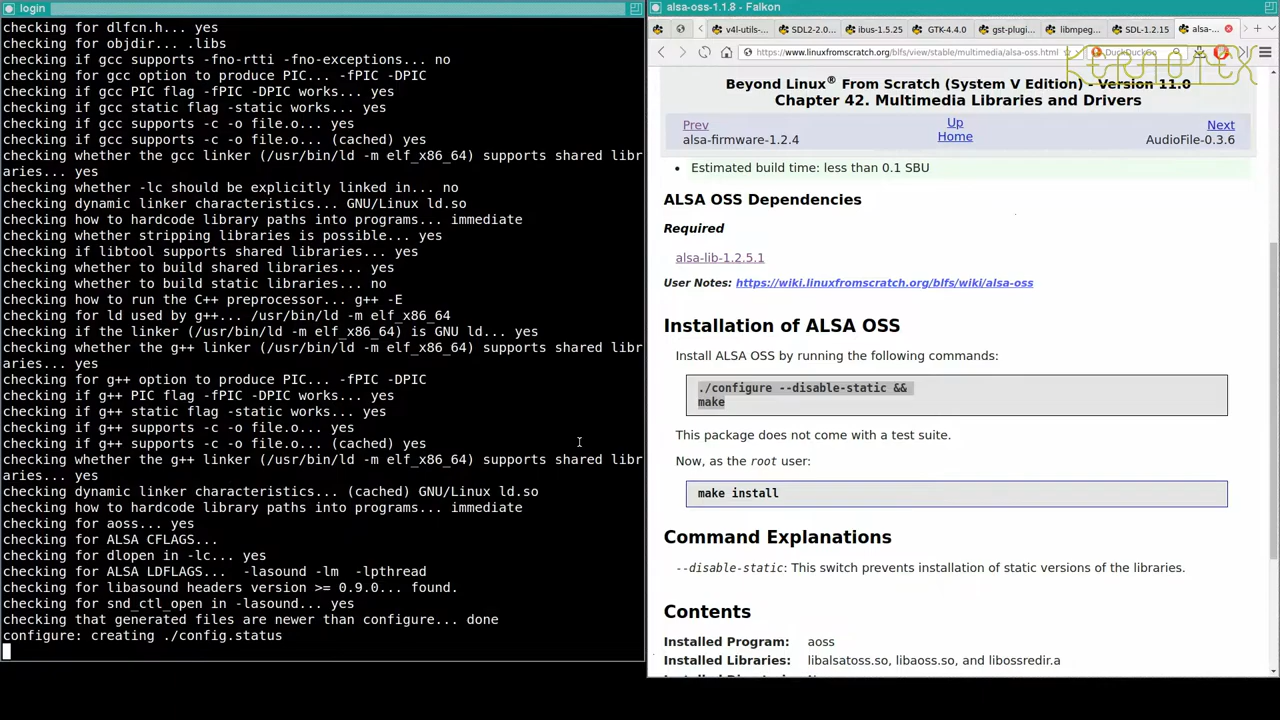 login
checking for dlfcn.h... yes
checking for objdir... .libs
checking if gcc supports -fno-rtti -fno-exceptions... no
checking for gcc option to produce PIC... -fPIC -DPIC
checking if gcc PIC flag -fPIC -DPIC works... yes
checking if gcc static flag -static works... yes
checking if gcc supports -c -o file.o... yes
checking if gcc supports -c -o file.o... (cached) yes
checking whether the gcc linker (/usr/bin/ld -m elf_x86_64) supports shared libr
aries... yes
checking whether -lc should be explicitly linked in... no
checking dynamic linker characteristics... GNU/Linux ld.so
checking how to hardcode library paths into programs... immediate
checking whether stripping libraries is possible... yes
checking if libtool supports shared libraries... yes
checking whether to build shared libraries... yes
checking whether to build static libraries... no
checking how to run the C++ preprocessor... g++ -E
checking for ld used by g++... /usr/bin/ld -m elf_x86_64
checking if the linker (/usr/bin/ld -m elf_x86_64) is GNU ld... yes
checking whether the g++ linker (/usr/bin/ld -m elf_x86_64) supports shared libr
aries... yes
checking for g++ option to produce PIC... -fPIC -DPIC
checking if g++ PIC flag -fPIC -DPIC works... yes
checking if g++ static flag -static works... yes
checking if g++ supports -c -o file.o... yes
checking if g++ supports -c -o file.o... (cached) yes
checking whether the g++ linker (/usr/bin/ld -m elf_x86_64) supports shared libr
aries... yes
checking dynamic linker characteristics... (cached) GNU/Linux ld.so
checking how to hardcode library paths into programs... immediate
checking for aoss... yes
checking for ALSA CFLAGS...
checking for dlopen in -lc... yes
checking for ALSA LDFLAGS... -lasound -lm -lpthread
checking for libasound headers version >= 0.9.0... found.
checking for snd_ctl_open in -lasound... yes
checking that generated files are newer than configure... done
configure: creating ./config.status
alsa-oss-1.1.8 - Falkon
v4l-utils-... SDL2-2.0... ibus-1.5.25 GTK-4.4.0 gst-plugin... libmpeg... SDL-1.2.15 alsa-...
https://www.linuxfromscratch.org/blfs/view/stable/multimedia/alsa-oss.html DuckDuckGo
KERNOTEX
Beyond Linux® From Scratch (System V Edition) - Version 11.0
Chapter 42. Multimedia Libraries and Drivers
Prev Up Next
alsa-firmware-1.2.4 Home AudioFile-0.3.6
• Estimated build time: less than 0.1 SBU
ALSA OSS Dependencies
Required
alsa-lib-1.2.5.1
User Notes: https://wiki.linuxfromscratch.org/blfs/wiki/alsa-oss
Installation of ALSA OSS
Install ALSA OSS by running the following commands:
./configure --disable-static &&
make
This package does not come with a test suite.
Now, as the root user:
make install
Command Explanations
--disable-static: This switch prevents installation of static versions of the libraries.
Contents
Installed Program: aoss
Installed Libraries: libalsatoss.so, libaoss.so, and libossredir.a